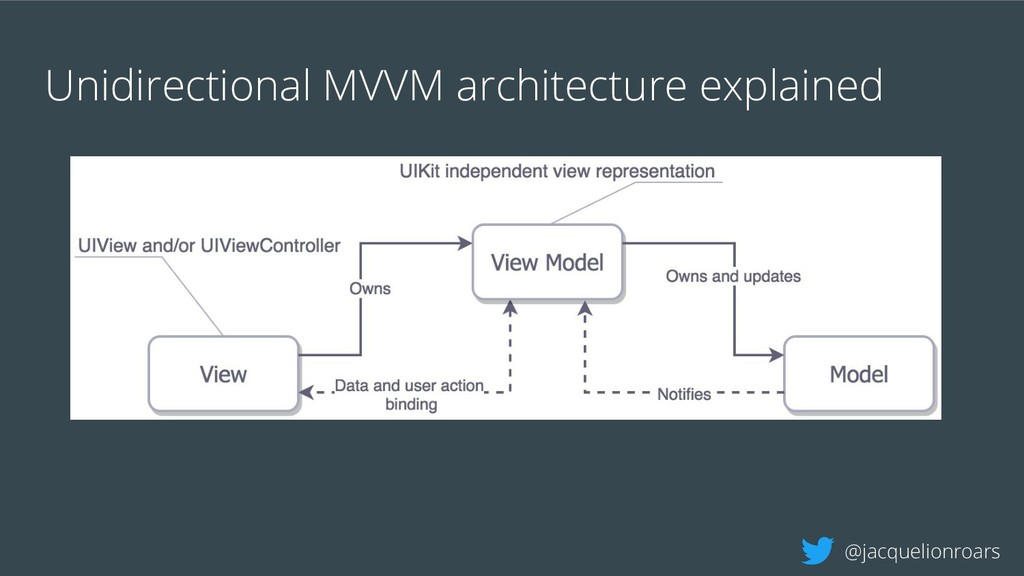 Unidirectional MVVM architecture explained
UIKit independent view representation
UIView and/or UIViewController
View Model
Owns
Owns and updates
View
Data and user action
binding
Notifies
Model
@jacquelionroars